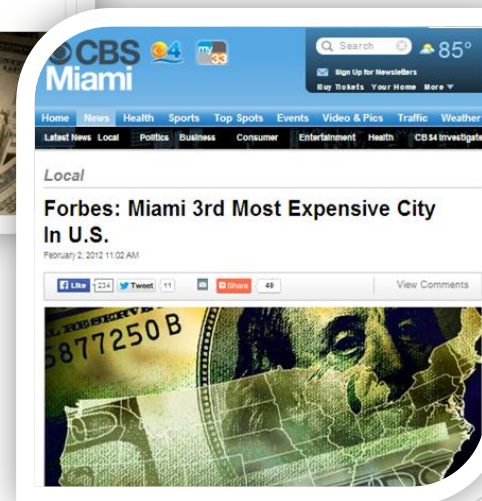 CBS 4 my 33
Miami
Search
85°
Sign Up for Newsletters
Buy Tickets Your Home More
Home News Health Sports Top Spots Events Video & Pics Traffic Weather
Latest News Local Politics Business Consumer Entertainment Health CBS4 Investigate
Local
Forbes: Miami 3rd Most Expensive City
In U.S.
February 2, 2012 11:02 AM
Like 234 Tweet 11 Share 49 View Comments
5877250 B